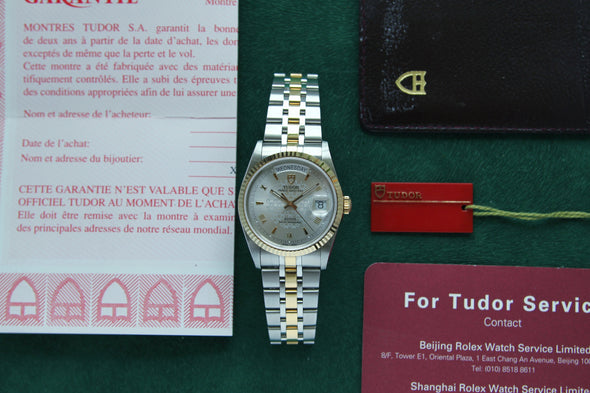 GARANTIE
Montre
MONTRES TUDOR S.A. garantit la bonne
de deux ans à partir de la date d'achat, les don
exceptés de même que la perte et le vol.
Cette montre a été fabriquée avec des matéria
tifiquement contrôlés. Elle a subi des épreuves t
des conditions appropriées afin de lui assurer une
Nom et adresse de l'acheteur:
Date de l'achat:
Nom et adresse du bijoutier:
X
CETTE GARANTIE N'EST VALABLE QUE S
OFFICIEL TUDOR AU MOMENT DE L'ACHA
Elle doit être remise avec la montre à examin
des principales adresses de notre réseau mondial.
WEDNESDAY
TUDOR
TUDOR
For Tudor Servic
Contact
Beijing Rolex Watch Service Limited
8/F, Tower E1, Oriental Plaza, 1 East Chang An Avenue, Beijing 100
Tel: (010) 8518 8611
Shanghai Rolex Watch Service Limited